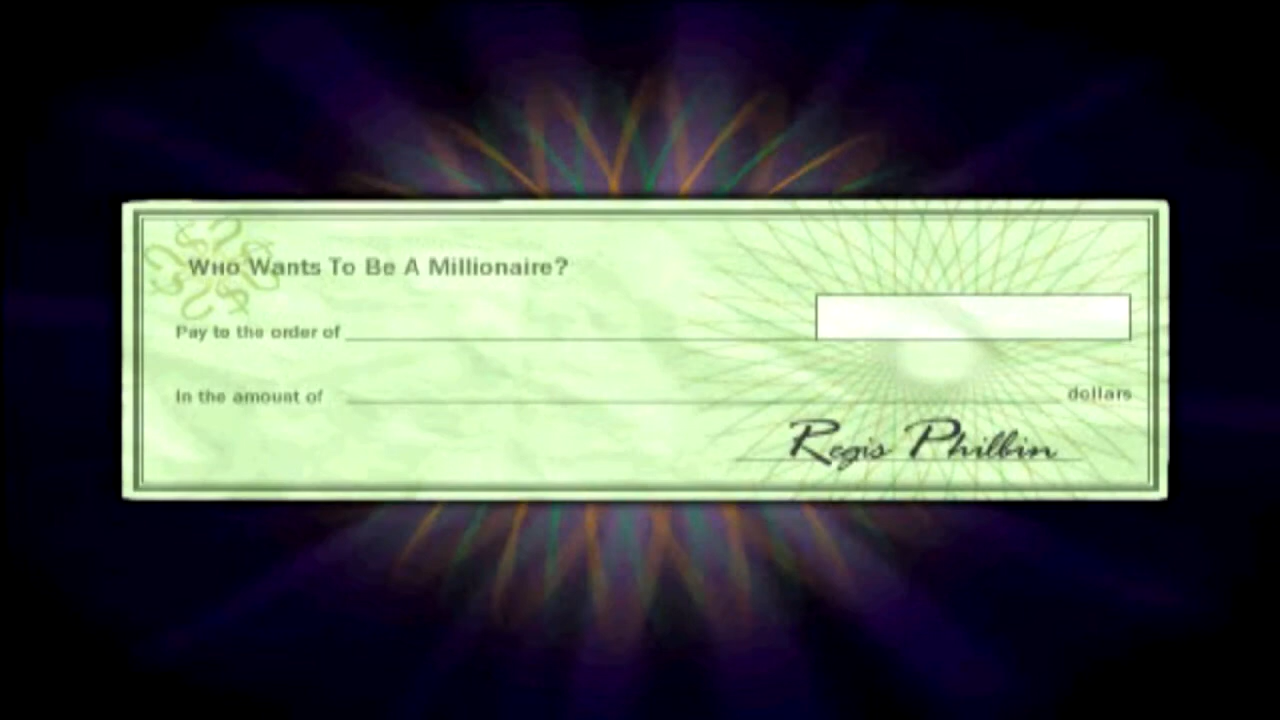 Who Wants To Be A Millionaire?
Pay to the order of
In the amount of
dollars
Regis Philbin